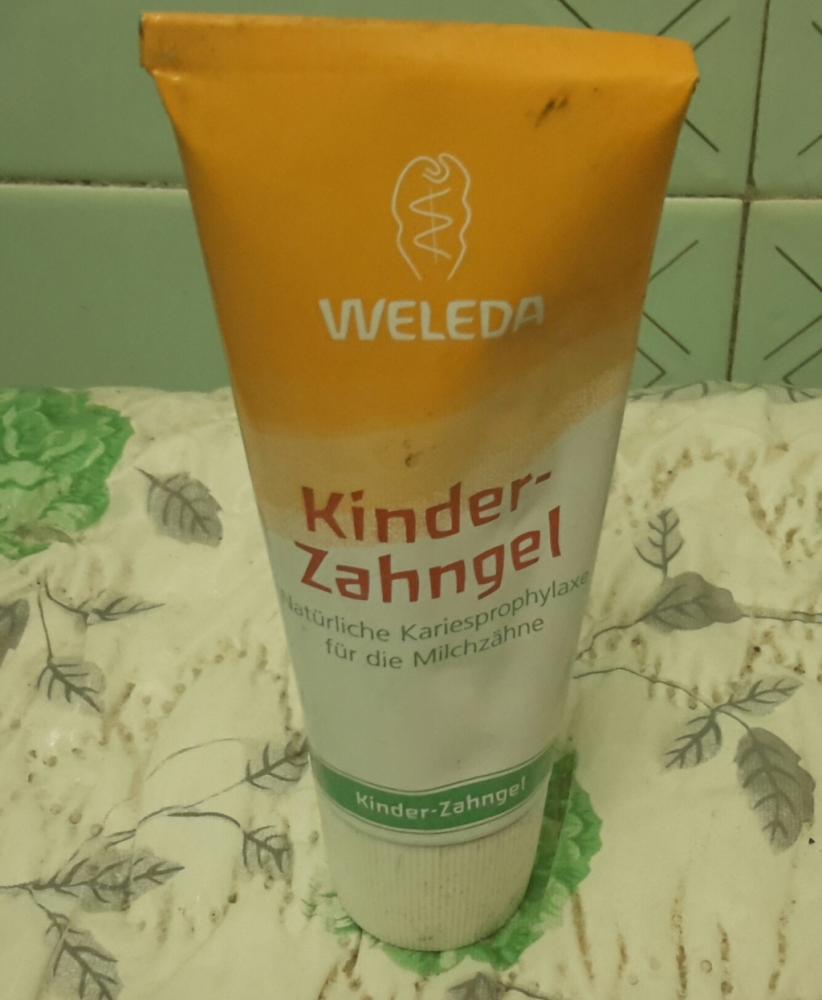 WELEDA
Kinder-
Zahngel
Natürliche Kariesprophylaxe
für die Milchzähne
Kinder-Zahngel